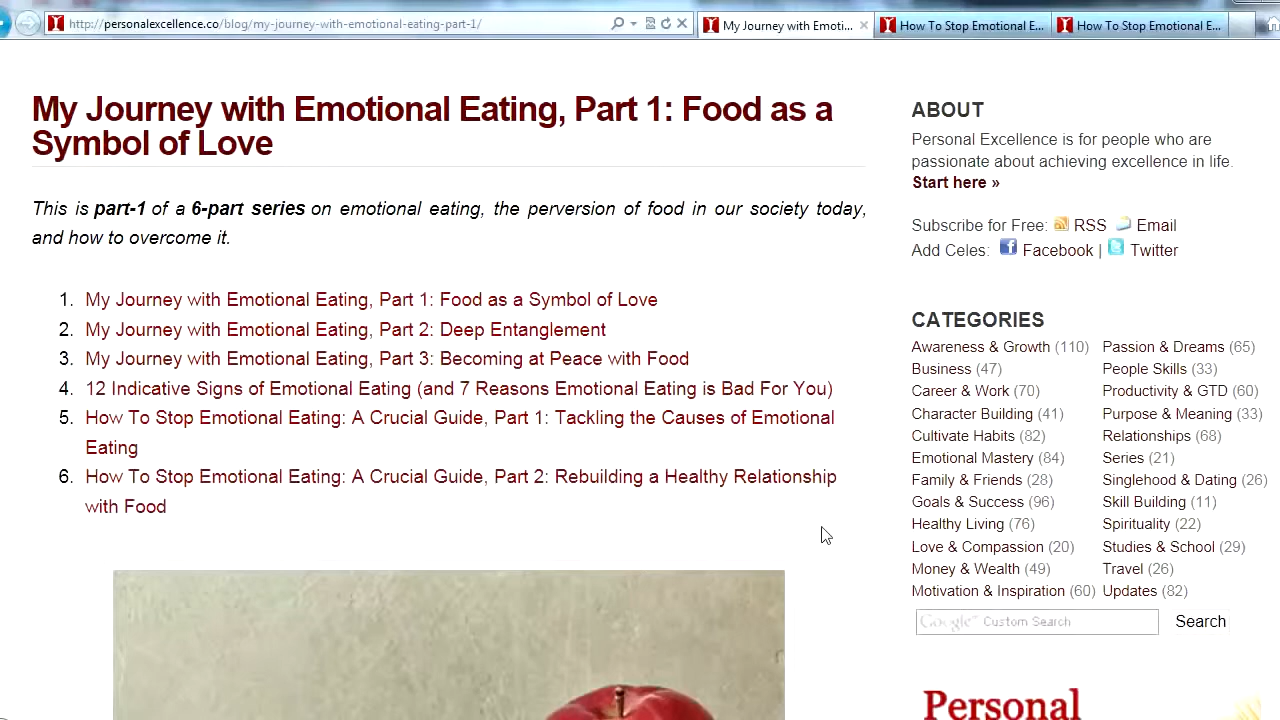 http://personalexcellence.co/blog/my-journey-with-emotional-eating-part-1/
My Journey with Emoti...
How To Stop Emotional E...
How To Stop Emotional E...
My Journey with Emotional Eating, Part 1: Food as a
Symbol of Love
This is part-1 of a 6-part series on emotional eating, the perversion of food in our society today,
and how to overcome it.
1. My Journey with Emotional Eating, Part 1: Food as a Symbol of Love
2. My Journey with Emotional Eating, Part 2: Deep Entanglement
3. My Journey with Emotional Eating, Part 3: Becoming at Peace with Food
4. 12 Indicative Signs of Emotional Eating (and 7 Reasons Emotional Eating is Bad For You)
5. How To Stop Emotional Eating: A Crucial Guide, Part 1: Tackling the Causes of Emotional
Eating
6. How To Stop Emotional Eating: A Crucial Guide, Part 2: Rebuilding a Healthy Relationship
with Food
ABOUT
Personal Excellence is for people who are
passionate about achieving excellence in life.
Start here »
Subscribe for Free: RSS Email
Add Celes: Facebook | Twitter
CATEGORIES
Awareness & Growth (110) Passion & Dreams (65)
Business (47) People Skills (33)
Career & Work (70) Productivity & GTD (60)
Character Building (41) Purpose & Meaning (33)
Cultivate Habits (82) Relationships (68)
Emotional Mastery (84) Series (21)
Family & Friends (28) Singlehood & Dating (26)
Goals & Success (96) Skill Building (11)
Healthy Living (76) Spirituality (22)
Love & Compassion (20) Studies & School (29)
Money & Wealth (49) Travel (26)
Motivation & Inspiration (60) Updates (82)
Google™ Custom Search Search
Personal